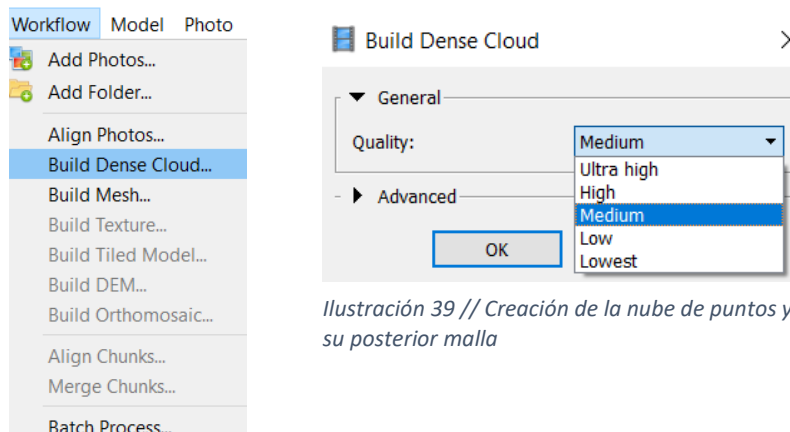 Workflow Model Photo
Add Photos...
Add Folder...
Align Photos...
Build Dense Cloud...
Build Mesh...
Build Texture...
Build Tiled Model...
Build DEM...
Build Orthomosaic...
Align Chunks...
Merge Chunks...
Batch Process...
Build Dense Cloud
General
Quality: Medium
Ultra high
High
Medium
Low
Lowest
Advanced
OK
Ilustración 39 // Creación de la nube de puntos y
su posterior malla